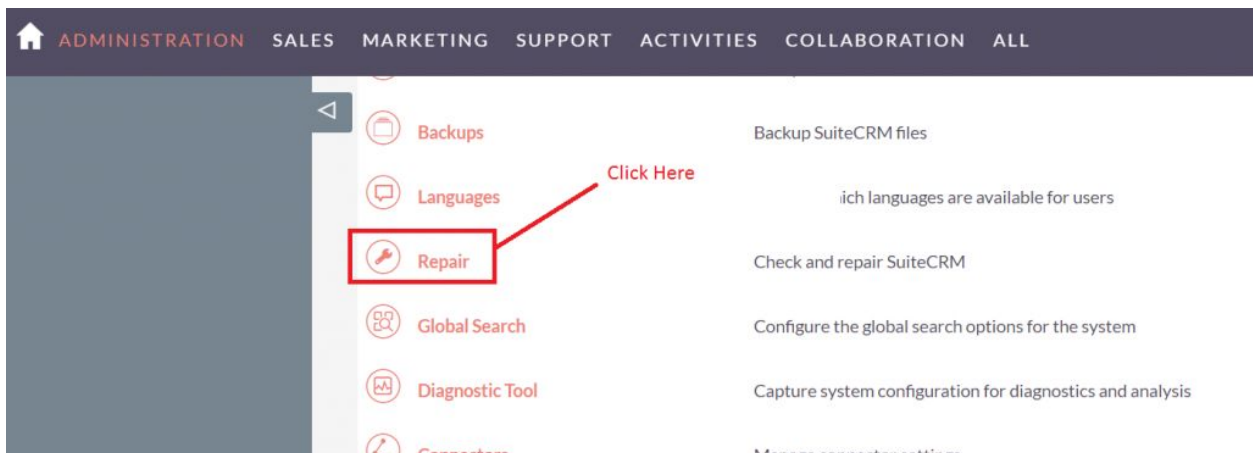 ADMINISTRATION SALES MARKETING SUPPORT ACTIVITIES COLLABORATION ALL
Backups Backup SuiteCRM files
Click Here
Languages ich languages are available for users
Repair Check and repair SuiteCRM
Global Search Configure the global search options for the system
Diagnostic Tool Capture system configuration for diagnostics and analysis